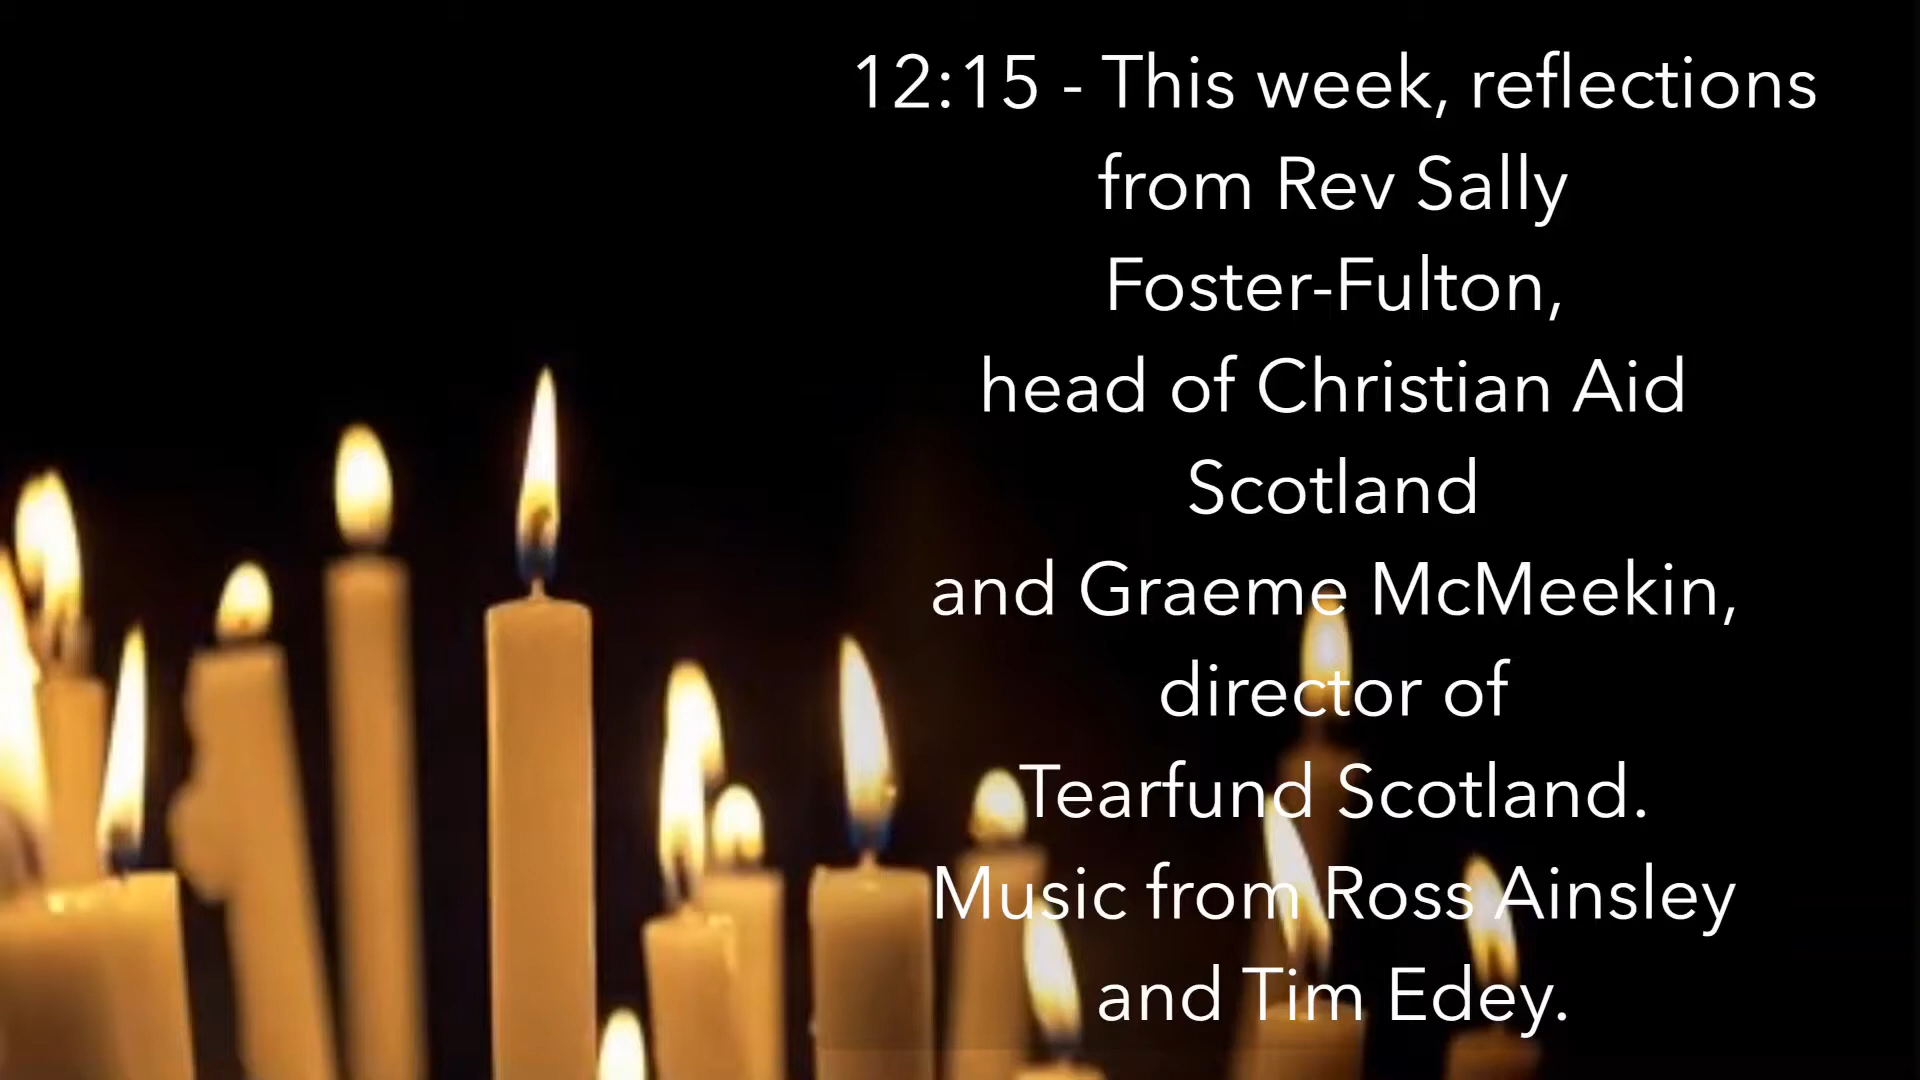 12:15 - This week, reflections
from Rev Sally
Foster-Fulton,
head of Christian Aid
Scotland
and Graeme McMeekin,
director of
Tearfund Scotland.
Music from Ross Ainsley
and Tim Edey.